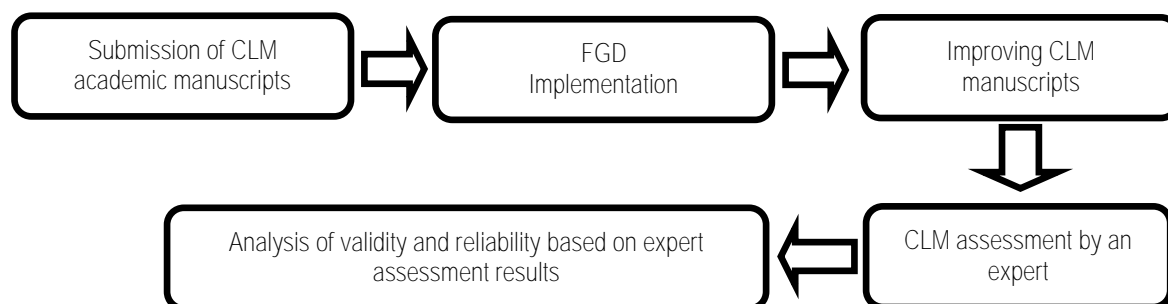 Submission of CLM
academic manuscripts
FGD
Implementation
Improving CLM
manuscripts
CLM assessment by an
expert
Analysis of validity and reliability based on expert
assessment results